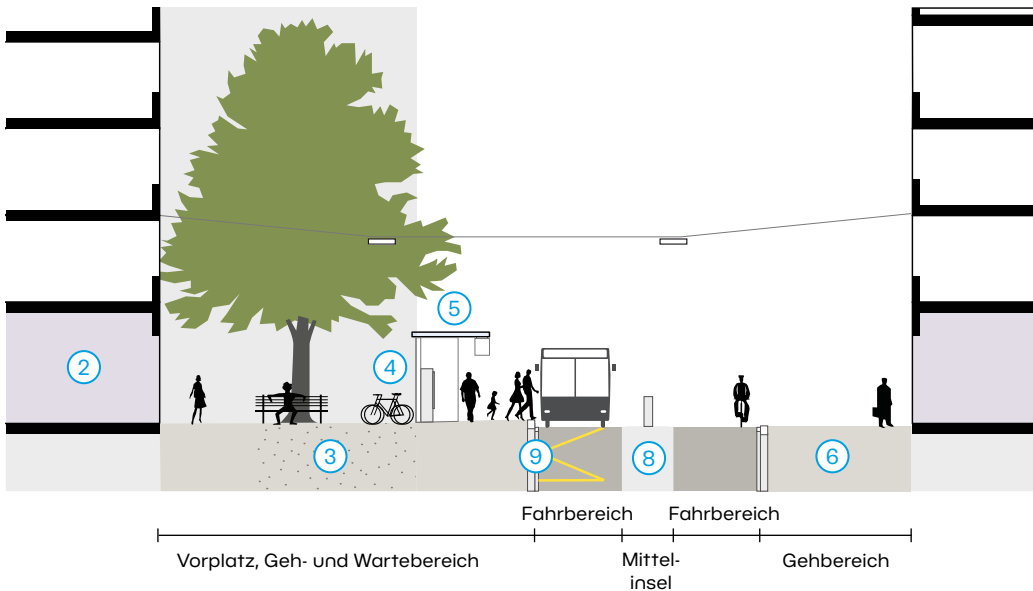 5
2
4
3
9
8
6
Fahrbereich
Fahrbereich
Vorplatz, Geh- und Wartebereich
Mittel-
insel
Gehbereich